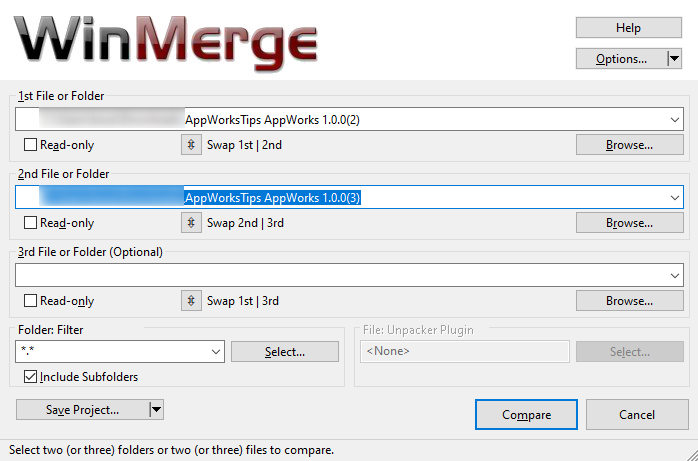 WinMerge
Help
Options...
1st File or Folder
AppWorksTips AppWorks 1.0.0(2)
Read-only
Swap 1st | 2nd
Browse...
2nd File or Folder
AppWorksTips AppWorks 1.0.0(3)
Read-only
Swap 2nd | 3rd
Browse...
3rd File or Folder (Optional)
Read-only
Swap 1st | 3rd
Browse...
Folder: Filter
*.*
Select...
Include Subfolders
File: Unpacker Plugin
<None>
Select...
Save Project...
Compare
Cancel
Select two (or three) folders or two (or three) files to compare.